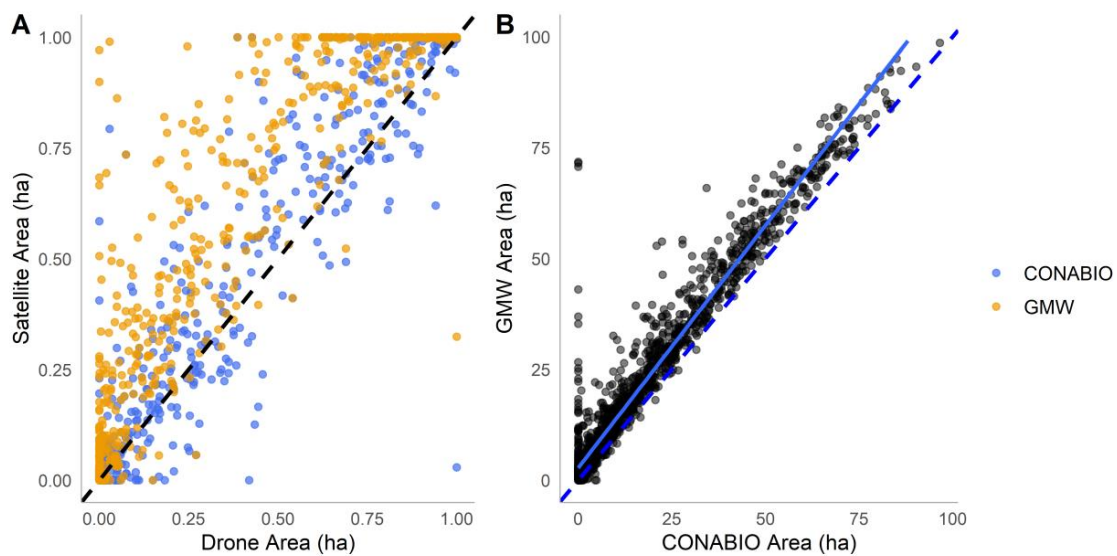 A
1.00
0.75
0.50
0.25
0.00
Satellite Area (ha)
0.00 0.25 0.50 0.75 1.00
Drone Area (ha)
B
100
75
50
25
0
GMW Area (ha)
0 25 50 75 100
CONABIO Area (ha)
CONABIO
GMW